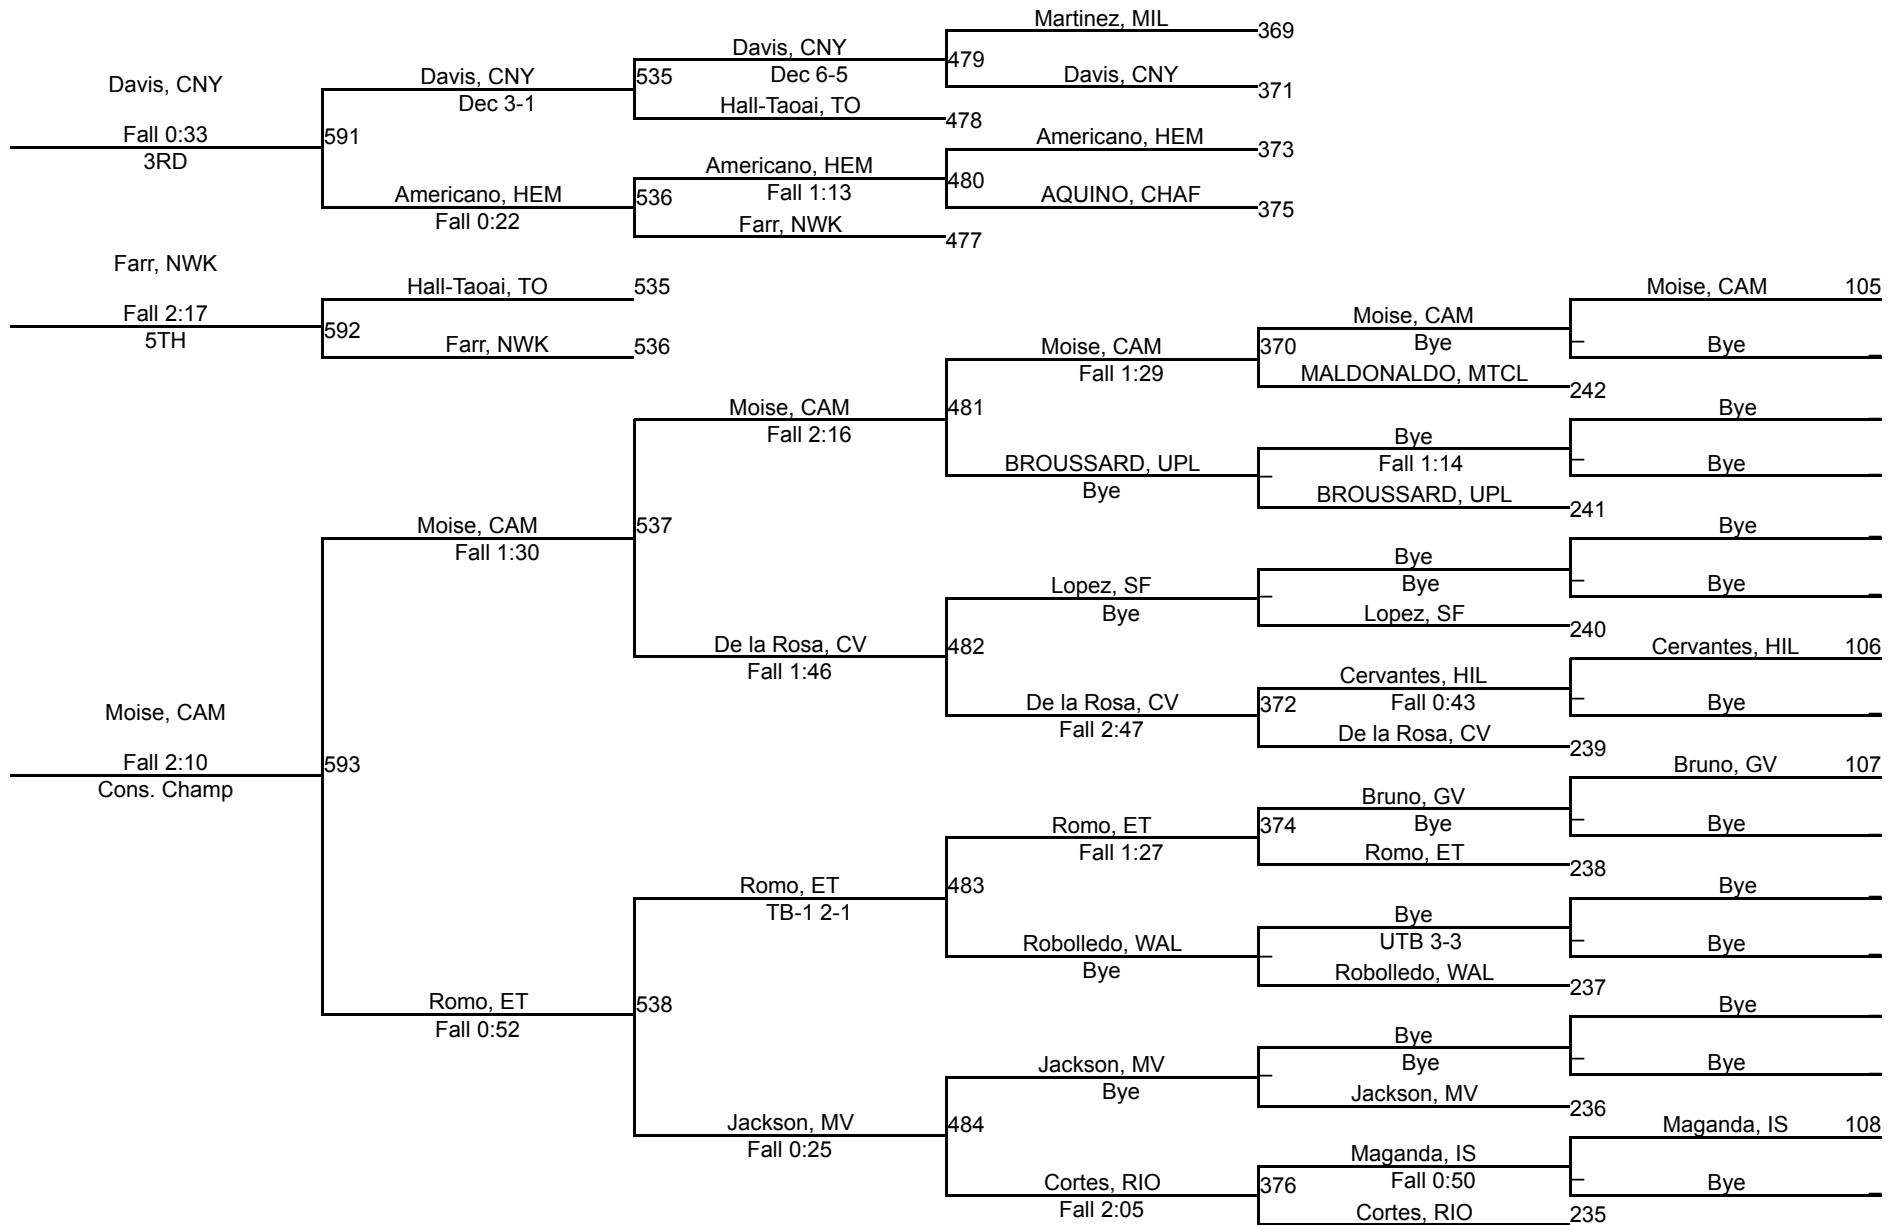 Martinez, MIL
369
Davis, CNY
479
Dec 6-5
Davis, CNY
371
Davis, CNY
Davis, CNY
535
Dec 3-1
Hall-Taoai, TO
478
Fall 0:33
591
3RD
Americano, HEM
373
Americano, HEM
480
Fall 1:13
Americano, HEM
536
Fall 0:22
AQUINO, CHAF
375
Farr, NWK
477
Farr, NWK
Hall-Taoai, TO
535
Fall 2:17
592
5TH
Farr, NWK
536
Moise, CAM
105
Moise, CAM
Bye
Bye
Moise, CAM
370
Fall 1:29
MALDONALDO, MTCL
242
Moise, CAM
481
Fall 2:16
Bye
Bye
Fall 1:14
Bye
BROUSSARD, UPL
Bye
BROUSSARD, UPL
241
Moise, CAM
537
Fall 1:30
Bye
Bye
Bye
Bye
Lopez, SF
Bye
Lopez, SF
240
De la Rosa, CV
482
Fall 1:46
Cervantes, HIL
106
Cervantes, HIL
Fall 0:43
Bye
De la Rosa, CV
372
Fall 2:47
De la Rosa, CV
239
Moise, CAM
Fall 2:10
593
Cons. Champ
Bruno, GV
107
Bruno, GV
Bye
Bye
Romo, ET
374
Fall 1:27
Romo, ET
238
Romo, ET
483
TB-1 2-1
Bye
Bye
UTB 3-3
Bye
Robolledo, WAL
Bye
Robolledo, WAL
237
Romo, ET
538
Fall 0:52
Bye
Bye
Bye
Bye
Jackson, MV
Bye
Jackson, MV
236
Jackson, MV
484
Fall 0:25
Maganda, IS
108
Maganda, IS
Fall 0:50
Bye
Cortes, RIO
376
Fall 2:05
Cortes, RIO
235